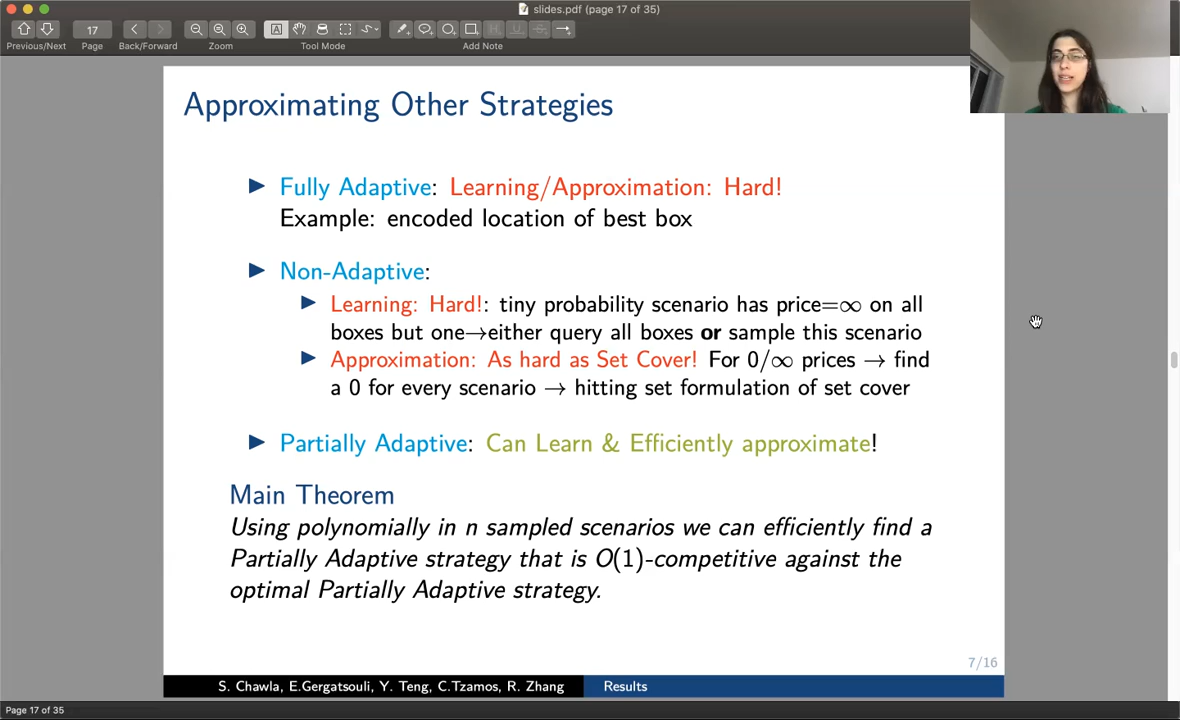 slides.pdf (page 17 of 35)
17
Previous/Next Page Back/Forward Zoom Tool Mode Add Note
Approximating Other Strategies
Fully Adaptive: Learning/Approximation: Hard!
Example: encoded location of best box
Non-Adaptive:
Learning: Hard!: tiny probability scenario has price=∞ on all
boxes but one→either query all boxes or sample this scenario
Approximation: As hard as Set Cover! For 0/∞ prices → find
a 0 for every scenario → hitting set formulation of set cover
Partially Adaptive: Can Learn & Efficiently approximate!
Main Theorem
Using polynomially in n sampled scenarios we can efficiently find a
Partially Adaptive strategy that is O(1)-competitive against the
optimal Partially Adaptive strategy.
7/16
S. Chawla, E.Gergatsouli, Y. Teng, C.Tzamos, R. Zhang Results
Page 17 of 35